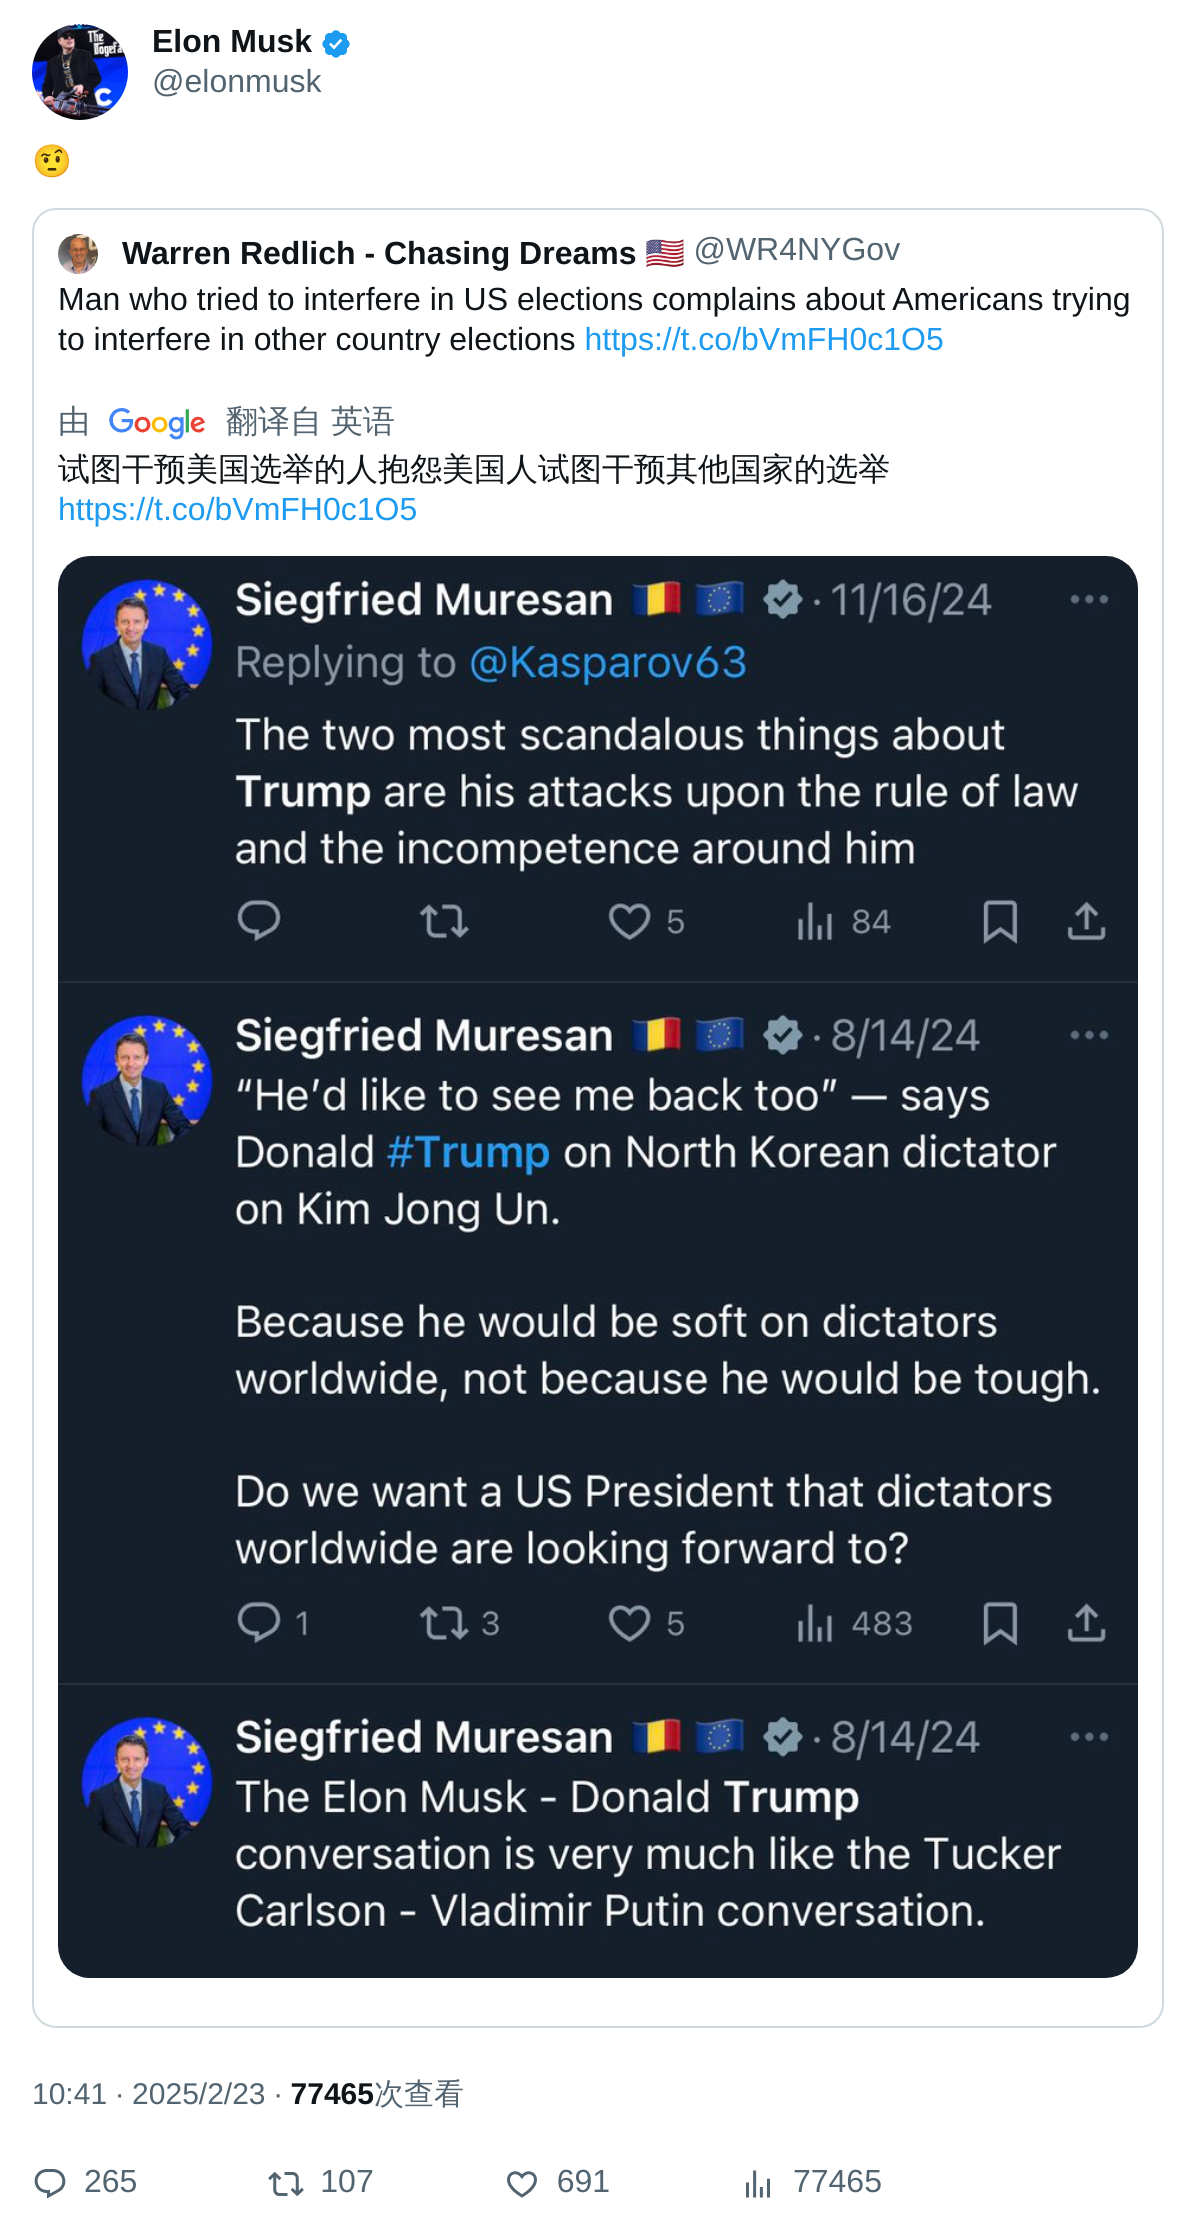 The
Dogefa
C
Elon Musk
@elonmusk
🤨
Warren Redlich - Chasing Dreams 🇺🇸 @WR4NYGov
Man who tried to interfere in US elections complains about Americans trying
to interfere in other country elections https://t.co/bVmFH0c1O5
由 Google 翻译自 英语
试图干预美国选举的人抱怨美国人试图干预其他国家的选举
https://t.co/bVmFH0c1O5
Siegfried Muresan 🇷🇴 🇪🇺 · 11/16/24
Replying to @Kasparov63
The two most scandalous things about
Trump are his attacks upon the rule of law
and the incompetence around him
5 84
Siegfried Muresan 🇷🇴 🇪🇺 · 8/14/24
“He’d like to see me back too” — says
Donald #Trump on North Korean dictator
on Kim Jong Un.
Because he would be soft on dictators
worldwide, not because he would be tough.
Do we want a US President that dictators
worldwide are looking forward to?
1 3 5 483
Siegfried Muresan 🇷🇴 🇪🇺 · 8/14/24
The Elon Musk - Donald Trump
conversation is very much like the Tucker
Carlson - Vladimir Putin conversation.
10:41 · 2025/2/23 · 77465次查看
265 107 691 77465